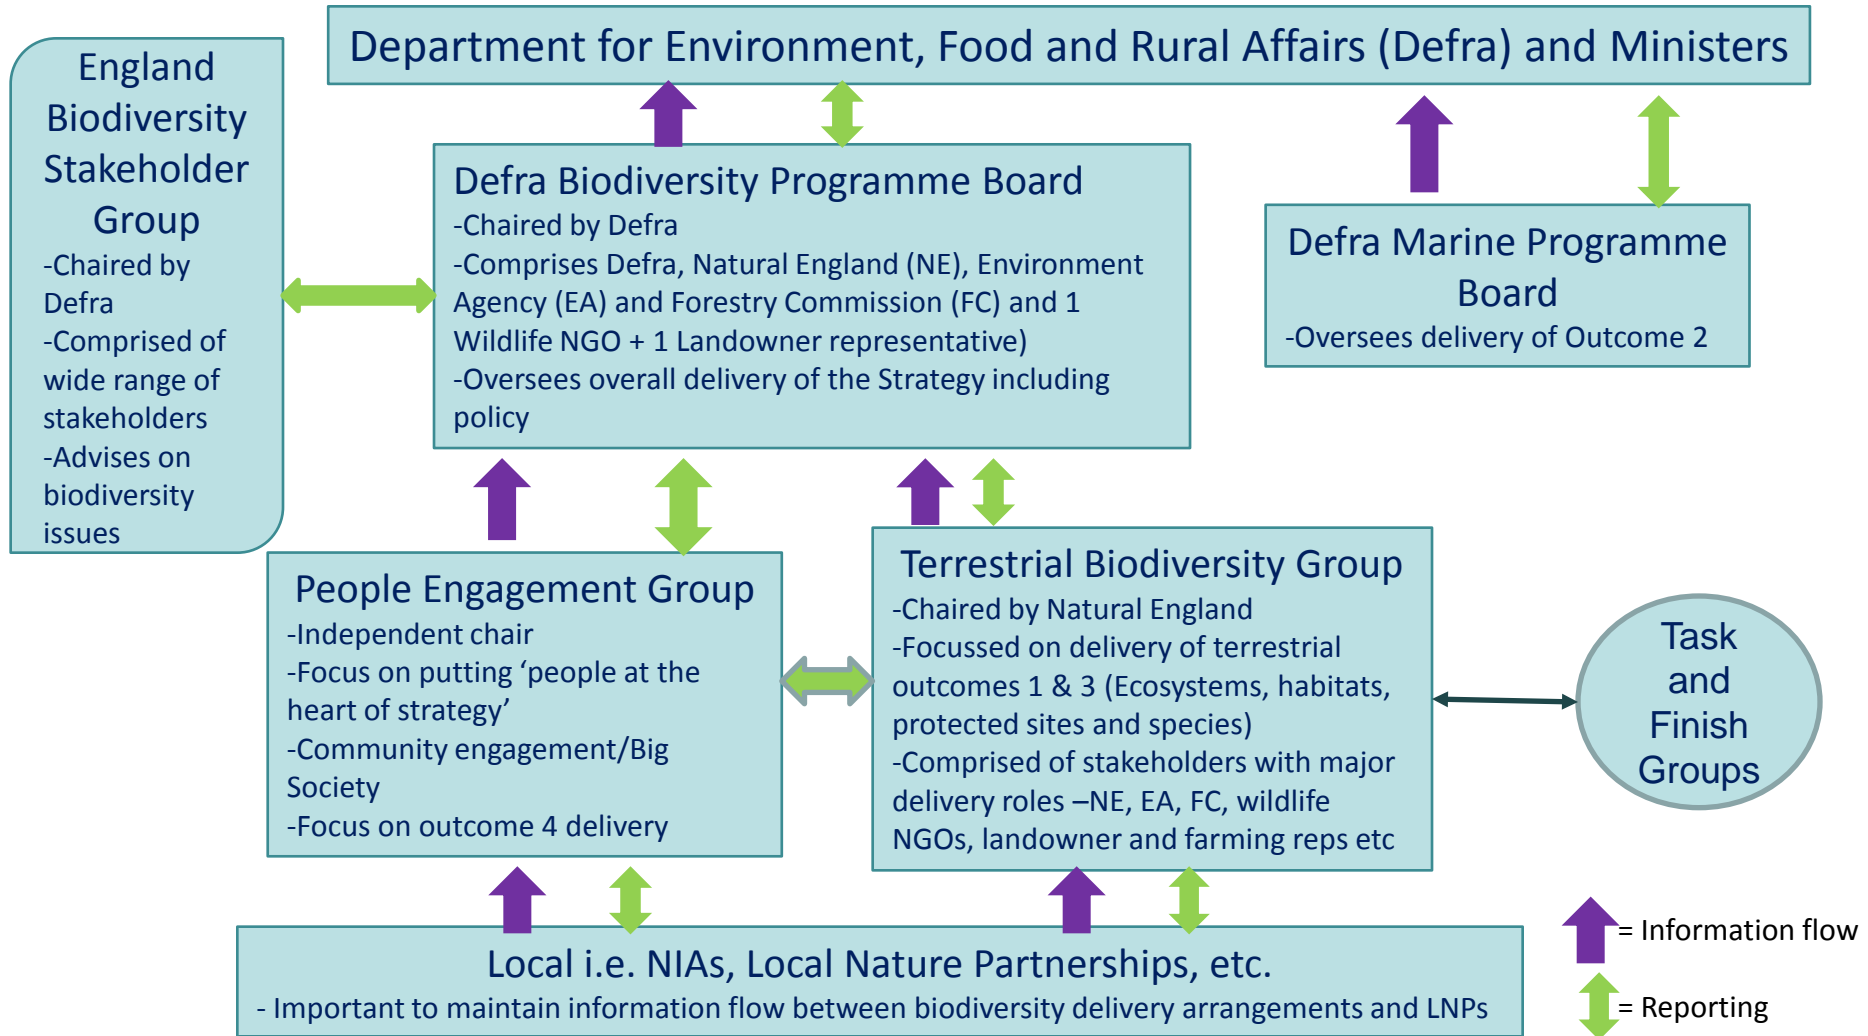 Department for Environment, Food and Rural Affairs (Defra) and Ministers
England
Biodiversity
Stakeholder
Group
-Chaired by
Defra
-Comprised of
wide range of
stakeholders
-Advises on
biodiversity
issues
Defra Biodiversity Programme Board
-Chaired by Defra
-Comprises Defra, Natural England (NE), Environment
Agency (EA) and Forestry Commission (FC) and 1
Wildlife NGO + 1 Landowner representative)
-Oversees overall delivery of the Strategy including
policy
Defra Marine Programme
Board
-Oversees delivery of Outcome 2
People Engagement Group
-Independent chair
-Focus on putting ‘people at the
heart of strategy’
-Community engagement/Big
Society
-Focus on outcome 4 delivery
Terrestrial Biodiversity Group
-Chaired by Natural England
-Focussed on delivery of terrestrial
outcomes 1 & 3 (Ecosystems, habitats,
protected sites and species)
-Comprised of stakeholders with major
delivery roles –NE, EA, FC, wildlife
NGOs, landowner and farming reps etc
Task
and
Finish
Groups
Local i.e. NIAs, Local Nature Partnerships, etc.
- Important to maintain information flow between biodiversity delivery arrangements and LNPs
= Information flow
= Reporting